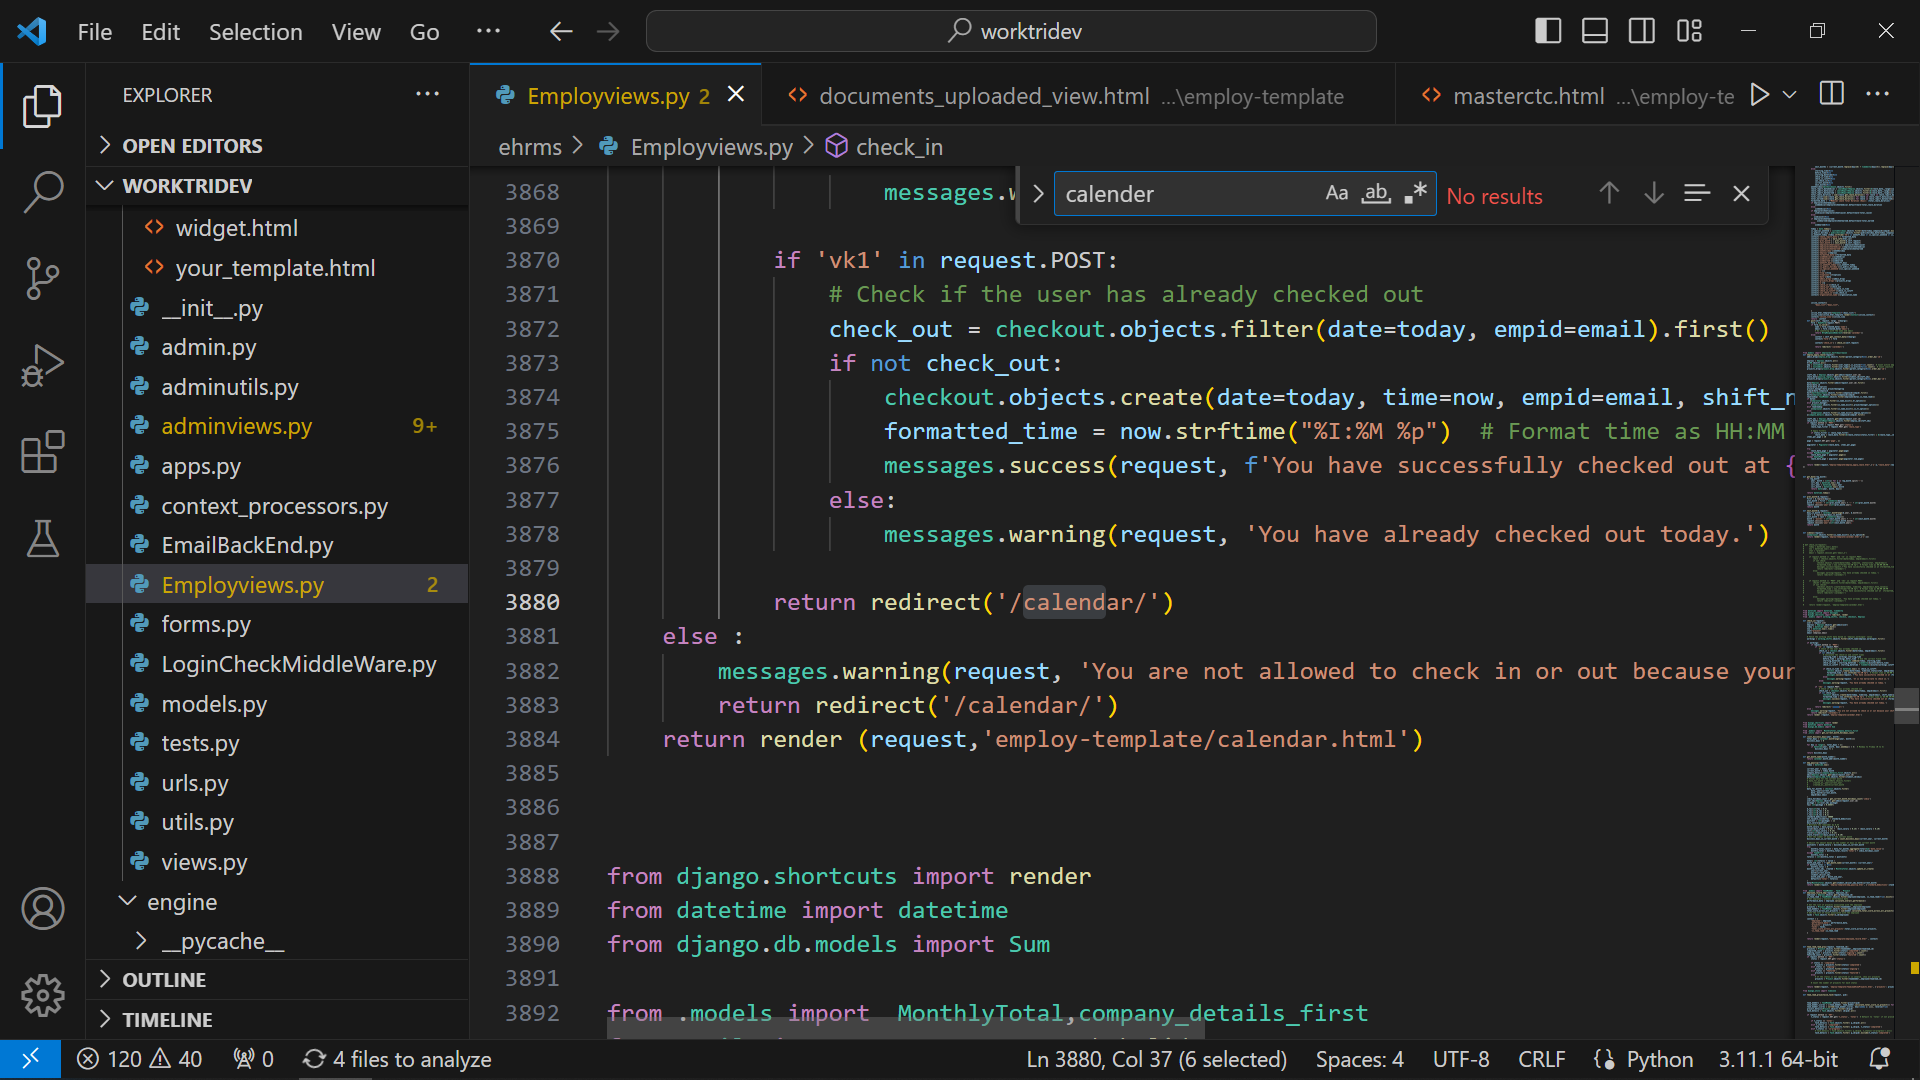 File Edit Selection View Go ··· worktridev
EXPLORER
OPEN EDITORS
WORKTRIDEV
widget.html
your_template.html
__init__.py
admin.py
adminutils.py
adminviews.py 9+
apps.py
context_processors.py
EmailBackEnd.py
Employviews.py 2
forms.py
LoginCheckMiddleWare.py
models.py
tests.py
urls.py
utils.py
views.py
engine
__pycache__
OUTLINE
TIMELINE
Employviews.py 2 documents_uploaded_view.html ...\employ-template masterctc.html ...\employ-te
ehrms > Employviews.py > check_in
calender Aa ab .* No results
3868 messages.w
3869
3870 if 'vk1' in request.POST:
3871 # Check if the user has already checked out
3872 check_out = checkout.objects.filter(date=today, empid=email).first()
3873 if not check_out:
3874 checkout.objects.create(date=today, time=now, empid=email, shift_n
3875 formatted_time = now.strftime("%I:%M %p")  # Format time as HH:MM
3876 messages.success(request, f'You have successfully checked out at {
3877 else:
3878 messages.warning(request, 'You have already checked out today.')
3879
3880 return redirect('/calendar/')
3881 else :
3882 messages.warning(request, 'You are not allowed to check in or out because your
3883 return redirect('/calendar/')
3884 return render (request,'employ-template/calendar.html')
3885
3886
3887
3888 from django.shortcuts import render
3889 from datetime import datetime
3890 from django.db.models import Sum
3891
3892 from .models import  MonthlyTotal,company_details_first
120 40 0 4 files to analyze Ln 3880, Col 37 (6 selected) Spaces: 4 UTF-8 CRLF {} Python 3.11.1 64-bit